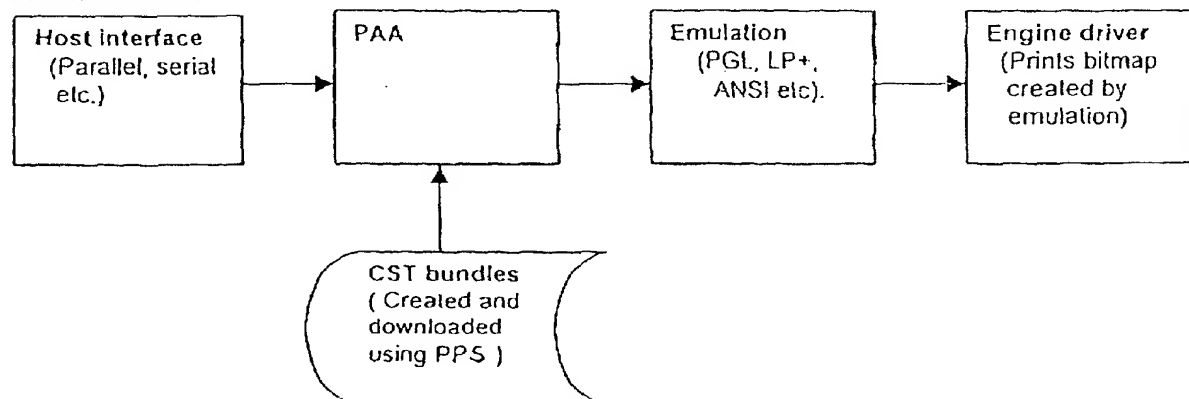 Host interface
(Parallel, serial
etc.)
PAA
Emulation
(PGL, LP+,
ANSI etc).
Engine driver
(Prints bitmap
created by
emulation)
CST bundles
( Created and
downloaded
using PPS )